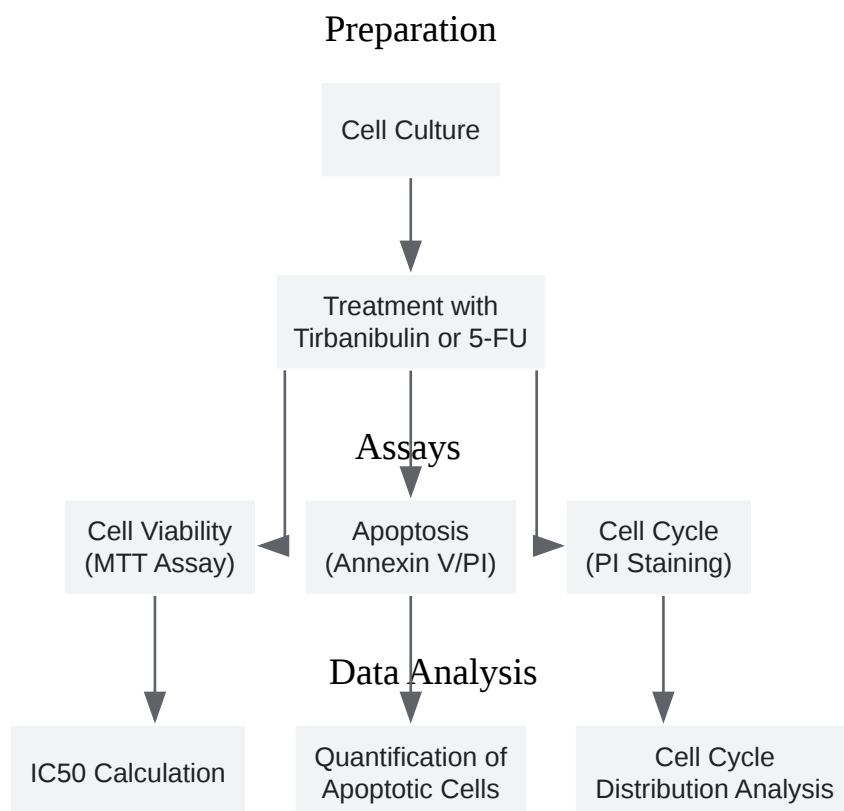 Preparation
Cell Culture
Treatment with
Tirbanibulin or 5-FU
Assays
Cell Viability
(MTT Assay)
Apoptosis
(Annexin V/PI)
Cell Cycle
(PI Staining)
Data Analysis
IC50 Calculation
Quantification of
Apoptotic Cells
Cell Cycle
Distribution Analysis